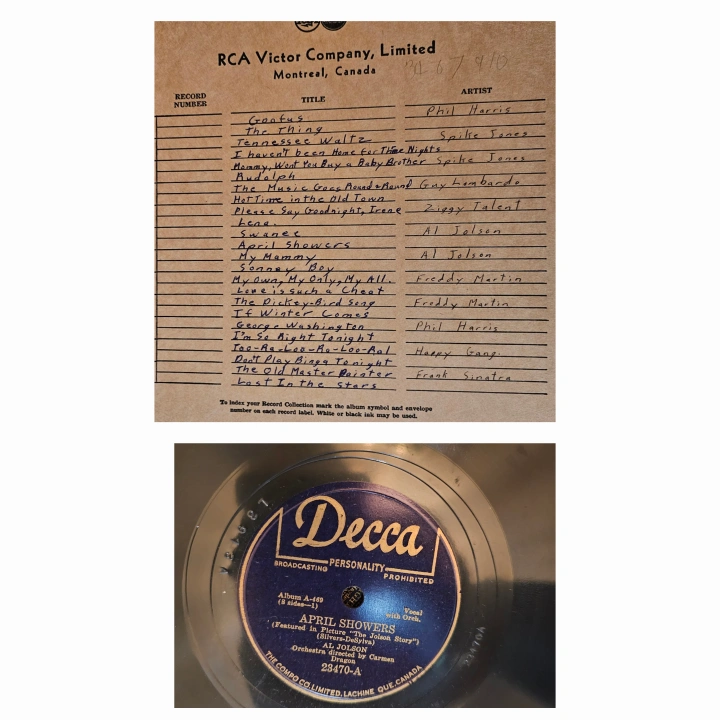 RCA Victor Company, Limited
Montreal, Canada
RECORD NUMBER TITLE ARTIST
Goofus Phil Harris
The Thing
Tennessee Waltz Spike Jones
I haven't been Home for Three Nights
Mommy, Wont You Buy a Baby Brother Spike Jones
Rudolph
The Music Goes Round & Round Guy Lombardo
Hot Time in the Old Town
Please Say Goodnight, Irene Ziggy Talent
Lena.
Swanee Al Jolson
April Showers
My Mammy Al Jolson
Sonney Boy
My Own, My Only, My All. Freddy Martin
Love is Such a Cheat
The Dickey-Bird Song Freddy Martin
If Winter Comes
George Washington Phil Harris
I'm So Right Tonight
Too-Ra-Loo-Ra-Loo-Ral Happy Gang.
Don't Play Bingo Tonight
The Old Master Painter Frank Sinatra
Lost In the Stars
To index your Record Collection mark the album symbol and envelope
number on each record label. White or black ink may be used.
Decca
BROADCASTING PERSONALITY PROHIBITED
Album A-469
(8 sides—1)
Vocal
with Orch.
APRIL SHOWERS
(Featured in Picture "The Jolson Story")
(Silvers-DeSylva)
AL JOLSON
Orchestra directed by Carmen
Dragon
23470-A
THE COMPO CO. LIMITED. LACHINE QUE. CANADA